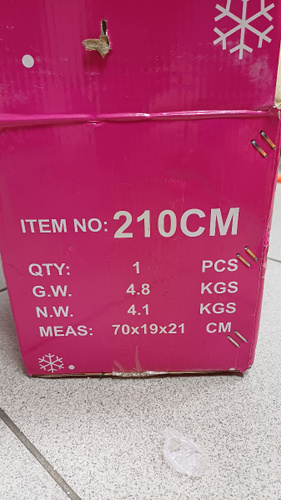 ITEM NO: 210CM
QTY: 1 PCS
G.W. 4.8 KGS
N.W. 4.1 KGS
MEAS: 70x19x21 CM